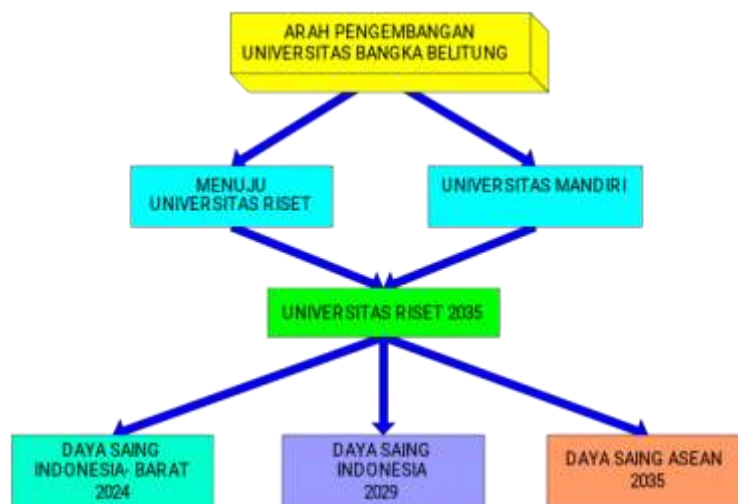 ARAH PENGEMBANGAN
UNIVERSITAS BANGKA BELITUNG
MENUJU
UNIVERSITAS RISET
UNIVERSITAS MANDIRI
UNIVERSITAS RISET 2035
DAYA SAING
INDONESIA- BARAT
2024
DAYA SAING
INDONESIA
2029
DAYA SAING ASEAN
2035